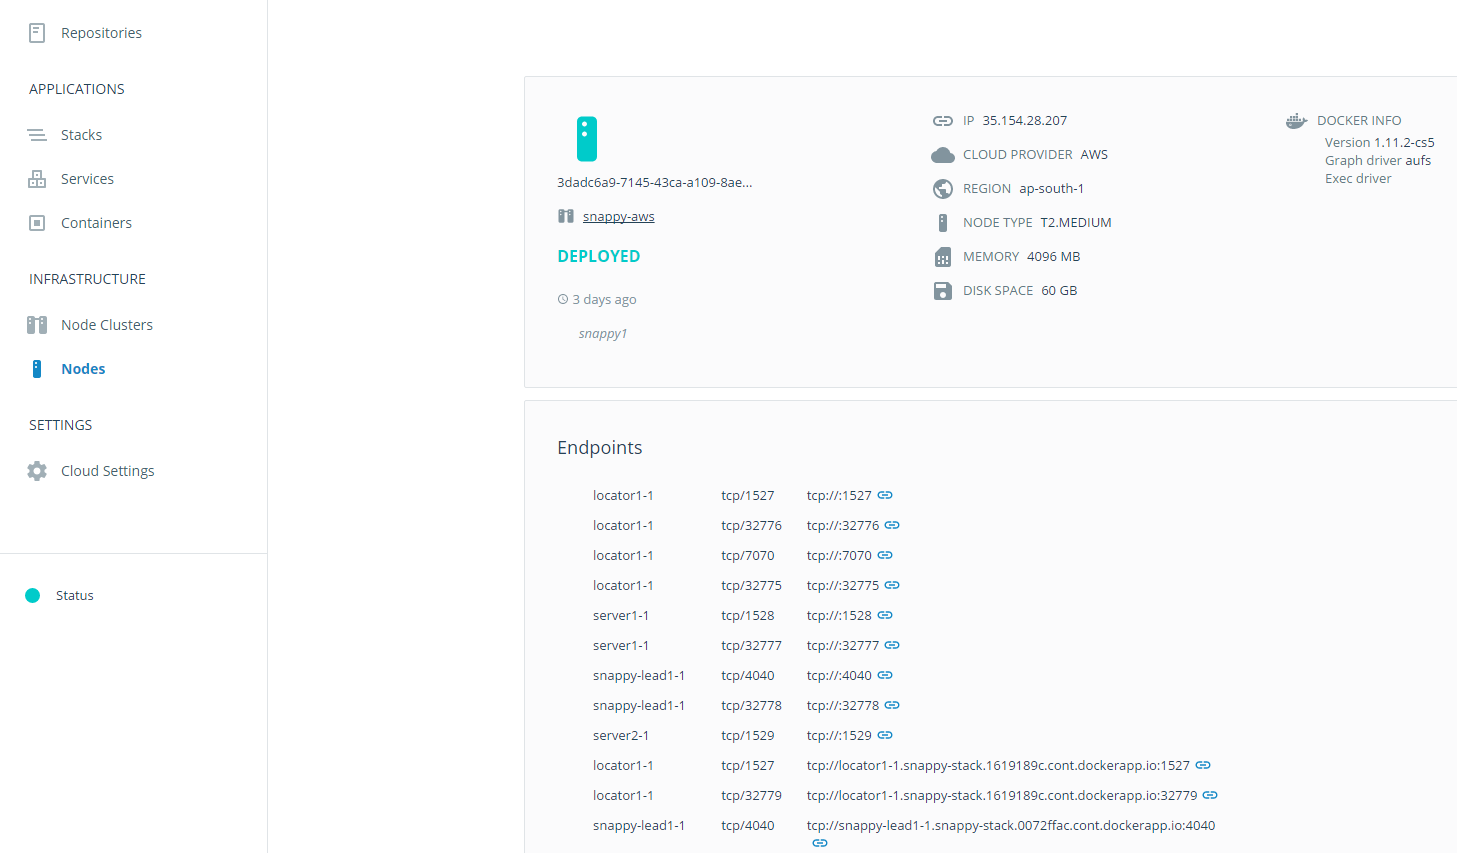 Repositories
APPLICATIONS
Stacks
Services
Containers
INFRASTRUCTURE
Node Clusters
Nodes
SETTINGS
Cloud Settings
Status
3dadc6a9-7145-43ca-a109-8ae...
snappy-aws
DEPLOYED
3 days ago
snappy1
IP 35.154.28.207
CLOUD PROVIDER AWS
REGION ap-south-1
NODE TYPE T2.MEDIUM
MEMORY 4096 MB
DISK SPACE 60 GB
DOCKER INFO
Version 1.11.2-cs5
Graph driver aufs
Exec driver
Endpoints
locator1-1 tcp/1527 tcp://:1527
locator1-1 tcp/32776 tcp://:32776
locator1-1 tcp/7070 tcp://:7070
locator1-1 tcp/32775 tcp://:32775
server1-1 tcp/1528 tcp://:1528
server1-1 tcp/32777 tcp://:32777
snappy-lead1-1 tcp/4040 tcp://:4040
snappy-lead1-1 tcp/32778 tcp://:32778
server2-1 tcp/1529 tcp://:1529
locator1-1 tcp/1527 tcp://locator1-1.snappy-stack.1619189c.cont.dockerapp.io:1527
locator1-1 tcp/32779 tcp://locator1-1.snappy-stack.1619189c.cont.dockerapp.io:32779
snappy-lead1-1 tcp/4040 tcp://snappy-lead1-1.snappy-stack.0072ffac.cont.dockerapp.io:4040